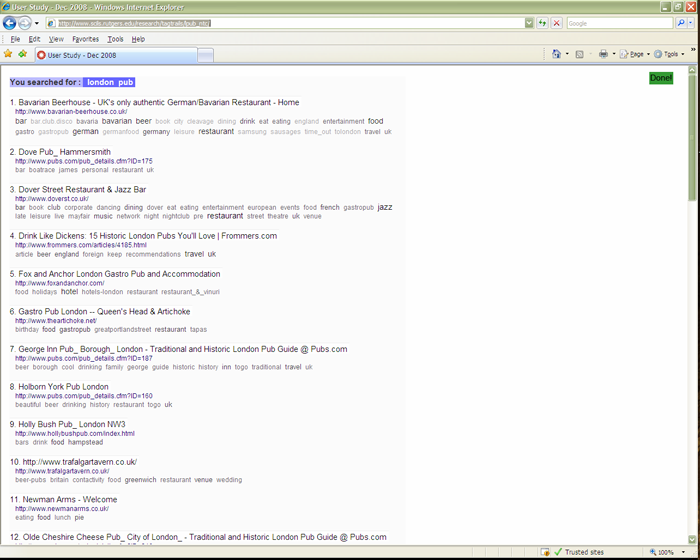 User Study - Dec 2008 - Windows Internet Explorer
http://www.scils.rutgers.edu/research/tagtrails/pub_ntc/
Google
File Edit View Favorites Tools Help
User Study - Dec 2008
Page Tools
You searched for : london pub
Done!
1. Bavarian Beerhouse - UK's only authentic German/Bavarian Restaurant - Home
http://www.bavarian-beerhouse.co.uk/
bar bar.club.disco bavaria bavarian beer book city cleavage dining drink eat eating england entertainment food
gastro gastropub german germanfood germany leisure restaurant samsung sausages time_out tolondon travel uk
2. Dove Pub_ Hammersmith
http://www.pubs.com/pub_details.cfm?ID=175
bar boatrace james personal restaurant uk
3. Dover Street Restaurant & Jazz Bar
http://www.doverst.co.uk/
bar book club corporate dancing dining dover eat eating entertainment european events food french gastropub jazz
late leisure live mayfair music network night nightclub pre restaurant street theatre uk venue
4. Drink Like Dickens: 15 Historic London Pubs You'll Love | Frommers.com
http://www.frommers.com/articles/4185.html
article beer england foreign keep recommendations travel uk
5. Fox and Anchor London Gastro Pub and Accommodation
http://www.foxandanchor.com/
food holidays hotel hotels-london restaurant restaurant_&_vinuri
6. Gastro Pub London -- Queen's Head & Artichoke
http://www.theartichoke.net/
birthday food gastropub greatportlandstreet restaurant tapas
7. George Inn Pub_ Borough_ London - Traditional and Historic London Pub Guide @ Pubs.com
http://www.pubs.com/pub_details.cfm?ID=187
beer borough cool drinking family george guide historic history inn togo traditional travel uk
8. Holborn York Pub London
http://www.pubs.com/pub_details.cfm?ID=160
beautiful beer drinking history restaurant togo uk
9. Holly Bush Pub_ London NW3
http://www.hollybushpub.com/index.html
bars drink food hampstead
10. http://www.trafalgartavern.co.uk/
http://www.trafalgartavern.co.uk/
beer-pubs britain contactivity food greenwich restaurant venue wedding
11. Newman Arms - Welcome
http://www.newmanarms.co.uk/
eating food lunch pie
12. Olde Cheshire Cheese Pub_ City of London_ - Traditional and Historic London Pub Guide @ Pubs.com
Trusted sites
100%